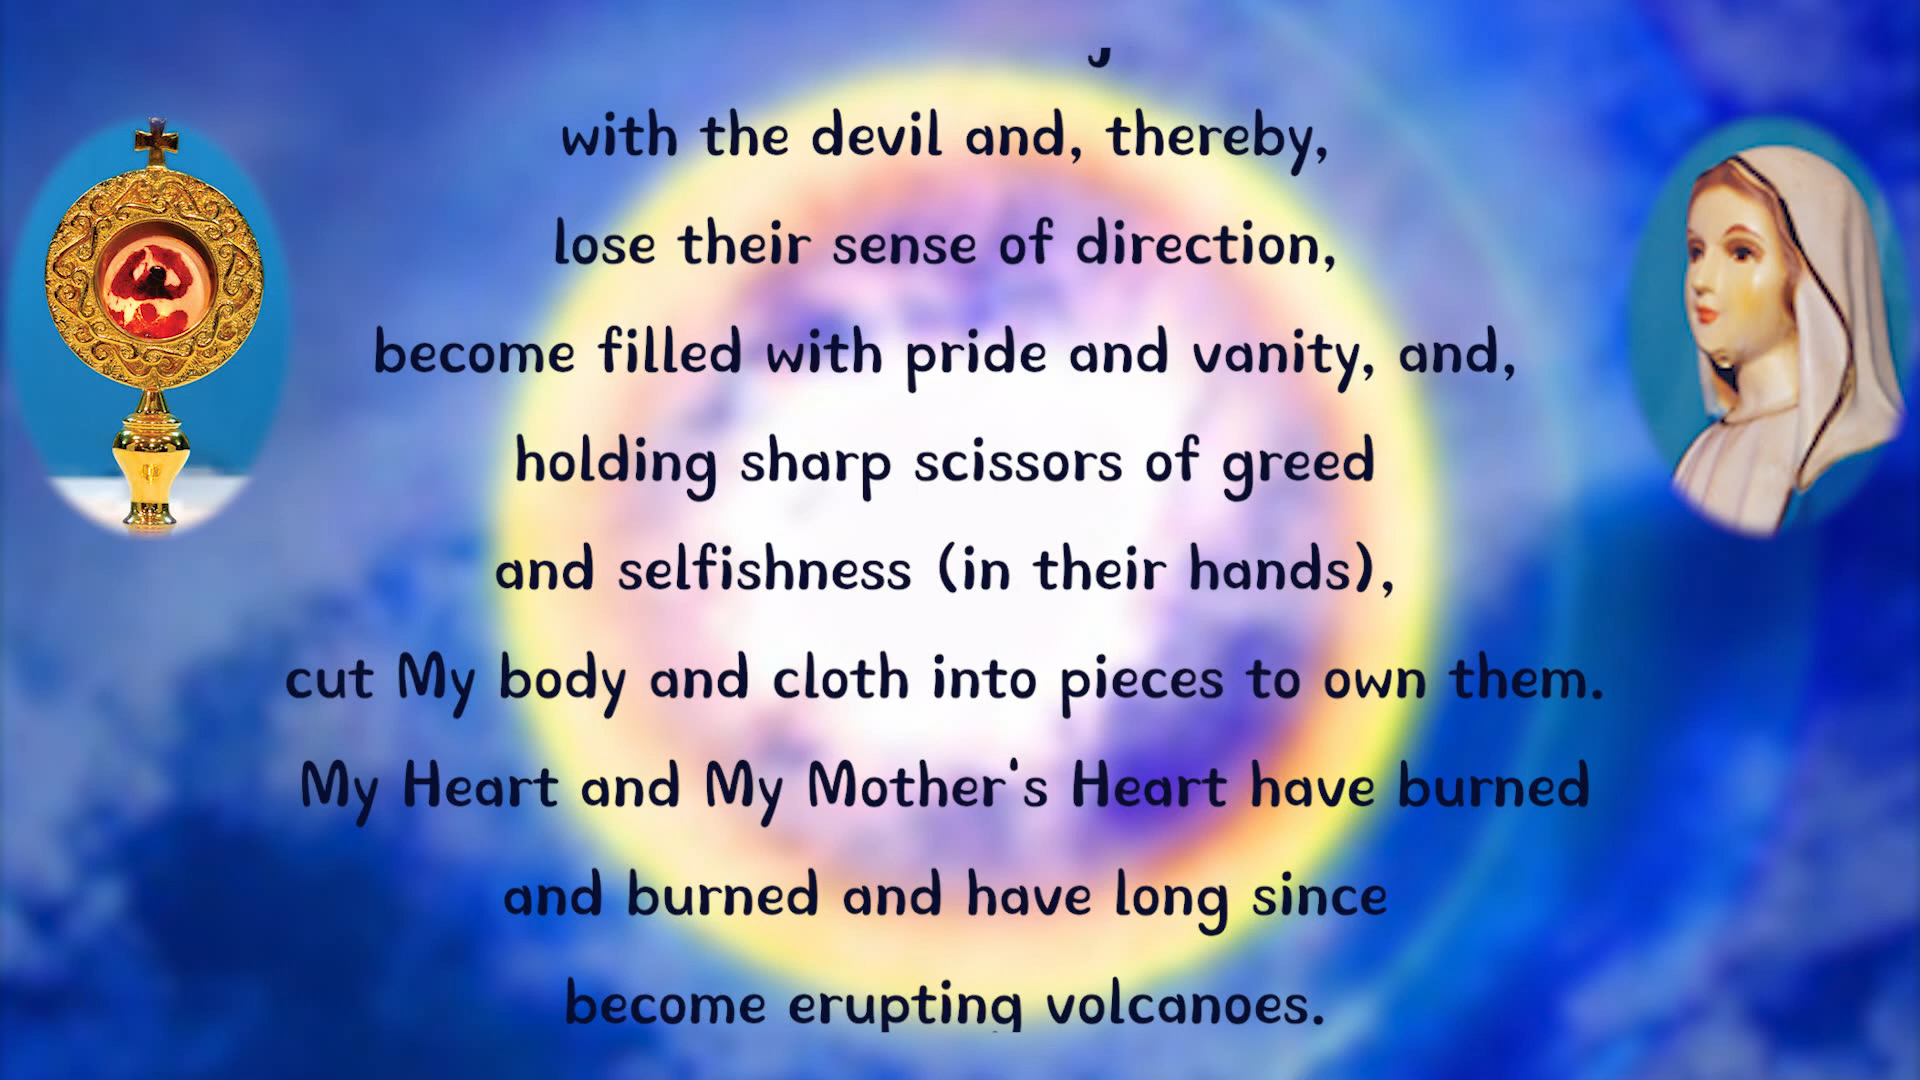 with the devil and, thereby,
lose their sense of direction,
become filled with pride and vanity, and,
holding sharp scissors of greed
and selfishness (in their hands),
cut My body and cloth into pieces to own them.
My Heart and My Mother's Heart have burned
and burned and have long since
become erupting volcanoes.